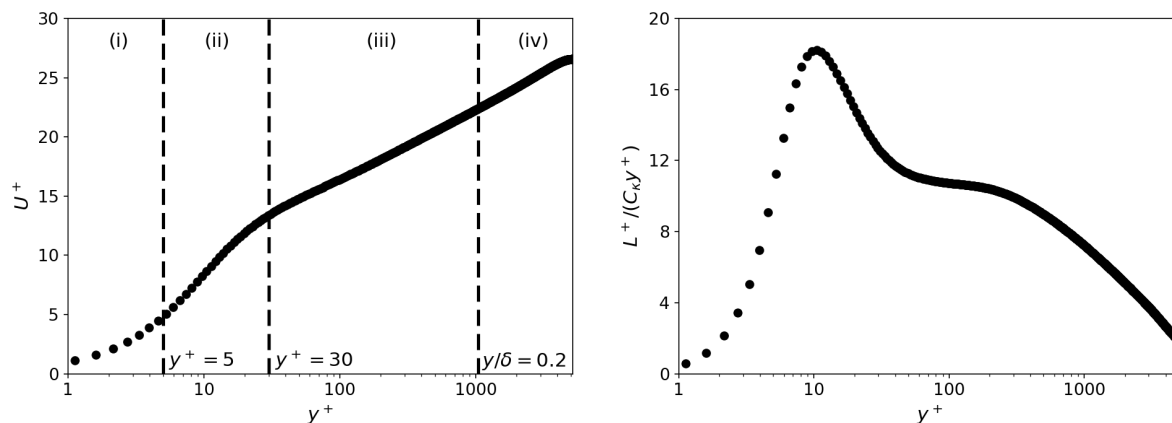 30
25
20
15
10
5
0
U⁺
(i)
(ii)
(iii)
(iv)
y⁺ = 5
y⁺ = 30
y/δ = 0.2
1
10
100
1000
y⁺
20
16
12
8
4
0
L⁺/(C_κ y⁺)
1
10
100
1000
y⁺